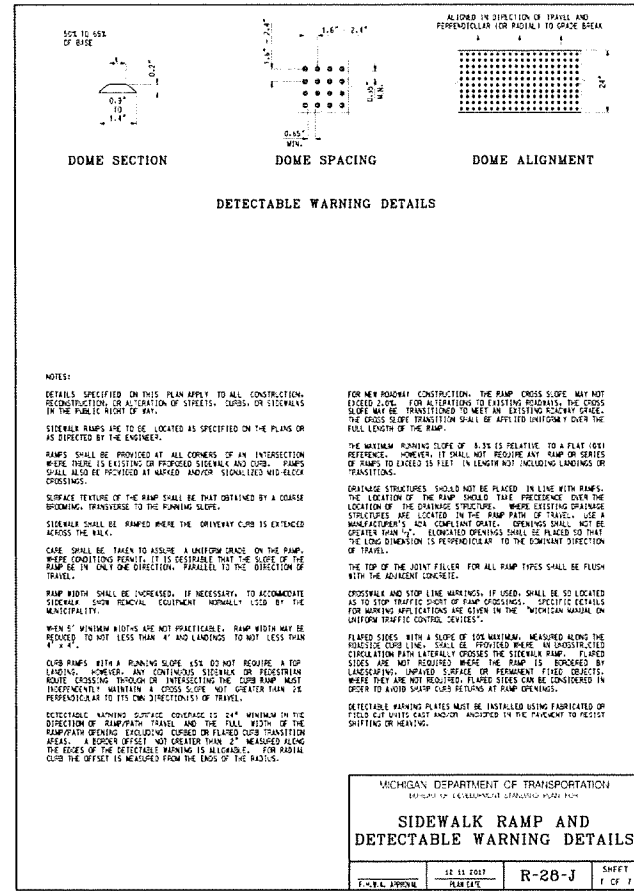 50% TO 65%
OF BASE
0.2"
0.9"
TO
1.4"
DOME SECTION
1.6" - 2.4"
1.6" - 2.4"
0.35"
MIN.
0.65"
MIN.
DOME SPACING
ALIGNED IN DIRECTION OF TRAVEL AND
PERPENDICULAR (OR RADIAL) TO GRADE BREAK
24"
DOME ALIGNMENT
DETECTABLE WARNING DETAILS
NOTES:
DETAILS SPECIFIED ON THIS PLAN APPLY TO ALL CONSTRUCTION,
RECONSTRUCTION, OR ALTERATION OF STREETS, CURBS, OR SIDEWALKS
IN THE PUBLIC RIGHT OF WAY.
SIDEWALK RAMPS ARE TO BE LOCATED AS SPECIFIED ON THE PLANS OR
AS DIRECTED BY THE ENGINEER.
RAMPS SHALL BE PROVIDED AT ALL CORNERS OF AN INTERSECTION
WHERE THERE IS EXISTING OR PROPOSED SIDEWALK AND CURB. RAMPS
SHALL ALSO BE PROVIDED AT MARKED AND/OR SIGNALIZED MID-BLOCK
CROSSINGS.
SURFACE TEXTURE OF THE RAMP SHALL BE THAT OBTAINED BY A COARSE
BROOMING, TRANSVERSE TO THE RUNNING SLOPE.
SIDEWALK SHALL BE RAMPED WHERE THE DRIVEWAY CURB IS EXTENDED
ACROSS THE WALK.
CARE SHALL BE TAKEN TO ASSURE A UNIFORM GRADE ON THE RAMP.
WHERE CONDITIONS PERMIT, IT IS DESIRABLE THAT THE SLOPE OF THE
RAMP BE IN ONLY ONE DIRECTION, PARALLEL TO THE DIRECTION OF
TRAVEL.
RAMP WIDTH SHALL BE INCREASED, IF NECESSARY, TO ACCOMMODATE
SIDEWALK SNOW REMOVAL EQUIPMENT NORMALLY USED BY THE
MUNICIPALITY.
WHEN 5' MINIMUM WIDTHS ARE NOT PRACTICABLE, RAMP WIDTH MAY BE
REDUCED TO NOT LESS THAN 4' AND LANDINGS TO NOT LESS THAN
4' x 4'.
CURB RAMPS WITH A RUNNING SLOPE ≤5% DO NOT REQUIRE A TOP
LANDING. HOWEVER, ANY CONTINUOUS SIDEWALK OR PEDESTRIAN
ROUTE CROSSING THROUGH OR INTERSECTING THE CURB RAMP MUST
INDEPENDENTLY MAINTAIN A CROSS SLOPE NOT GREATER THAN 2%
PERPENDICULAR TO ITS OWN DIRECTION(S) OF TRAVEL.
DETECTABLE WARNING SURFACE COVERAGE IS 24" MINIMUM IN THE
DIRECTION OF RAMP/PATH TRAVEL AND THE FULL WIDTH OF THE
RAMP/PATH OPENING EXCLUDING CURBED OR FLARED CURB TRANSITION
AREAS. A BORDER OFFSET NOT GREATER THAN 2" MEASURED ALONG
THE EDGES OF THE DETECTABLE WARNING IS ALLOWABLE. FOR RADIAL
CURB THE OFFSET IS MEASURED FROM THE ENDS OF THE RADIUS.
FOR NEW ROADWAY CONSTRUCTION, THE RAMP CROSS SLOPE MAY NOT
EXCEED 2.0%. FOR ALTERATIONS TO EXISTING ROADWAYS, THE CROSS
SLOPE MAY BE TRANSITIONED TO MEET AN EXISTING ROADWAY GRADE.
THE CROSS SLOPE TRANSITION SHALL BE APPLIED UNIFORMLY OVER THE
FULL LENGTH OF THE RAMP.
THE MAXIMUM RUNNING SLOPE OF 8.3% IS RELATIVE TO A FLAT (0%)
REFERENCE. HOWEVER, IT SHALL NOT REQUIRE ANY RAMP OR SERIES
OF RAMPS TO EXCEED 15 FEET IN LENGTH NOT INCLUDING LANDINGS OR
TRANSITIONS.
DRAINAGE STRUCTURES SHOULD NOT BE PLACED IN LINE WITH RAMPS.
THE LOCATION OF THE RAMP SHOULD TAKE PRECEDENCE OVER THE
LOCATION OF THE DRAINAGE STRUCTURE. WHERE EXISTING DRAINAGE
STRUCTURES ARE LOCATED IN THE RAMP PATH OF TRAVEL, USE A
MANUFACTURER'S ADA COMPLIANT GRATE. OPENINGS SHALL NOT BE
GREATER THAN ½". ELONGATED OPENINGS SHALL BE PLACED SO THAT
THE LONG DIMENSION IS PERPENDICULAR TO THE DOMINANT DIRECTION
OF TRAVEL.
THE TOP OF THE JOINT FILLER FOR ALL RAMP TYPES SHALL BE FLUSH
WITH THE ADJACENT CONCRETE.
CROSSWALK AND STOP LINE MARKINGS, IF USED, SHALL BE SO LOCATED
AS TO STOP TRAFFIC SHORT OF RAMP CROSSINGS. SPECIFIC DETAILS
FOR MARKING APPLICATIONS ARE GIVEN IN THE "MICHIGAN MANUAL ON
UNIFORM TRAFFIC CONTROL DEVICES".
FLARED SIDES WITH A SLOPE OF 10% MAXIMUM, MEASURED ALONG THE
ROADSIDE CURB LINE, SHALL BE PROVIDED WHERE AN UNOBSTRUCTED
CIRCULATION PATH LATERALLY CROSSES THE SIDEWALK RAMP. FLARED
SIDES ARE NOT REQUIRED WHERE THE RAMP IS BORDERED BY
LANDSCAPING, UNPAVED SURFACE OR PERMANENT FIXED OBJECTS.
WHERE THEY ARE NOT REQUIRED, FLARED SIDES CAN BE CONSIDERED IN
ORDER TO AVOID SHARP CURB RETURNS AT RAMP OPENINGS.
DETECTABLE WARNING PLATES MUST BE INSTALLED USING FABRICATED OR
FIELD CUT UNITS CAST AND/OR ANCHORED IN THE PAVEMENT TO RESIST
SHIFTING OR HEAVING.
MICHIGAN DEPARTMENT OF TRANSPORTATION
BUREAU OF DEVELOPMENT STANDARD PLAN FOR
SIDEWALK RAMP AND
DETECTABLE WARNING DETAILS
F.H.W.A. APPROVAL
12 11 2017
PLAN DATE
R-28-J
SHEET
7 OF 7